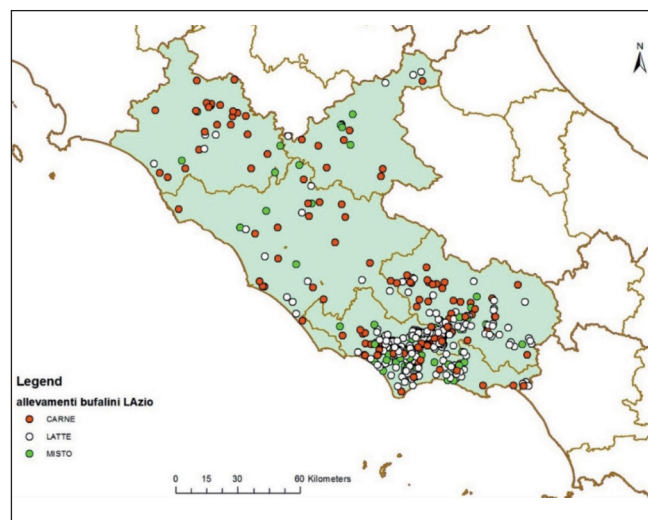 N
Legend
allevamenti bufalini LAzio
CARNE
LATTE
MISTO
0 15 30 60 Kilometers